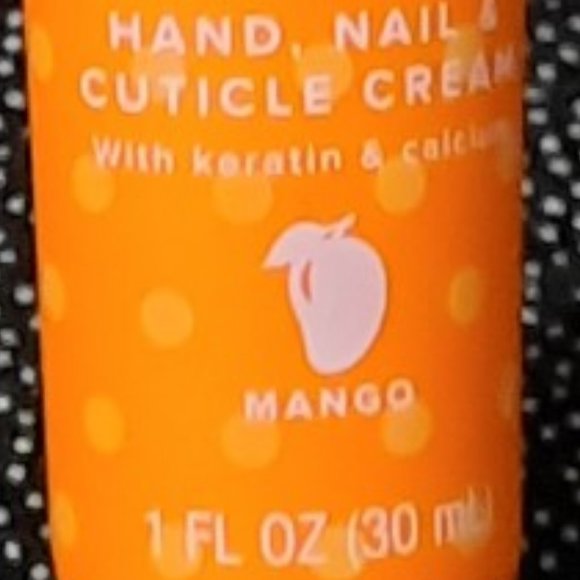 HAND, NAIL &
CUTICLE CREAM
With keratin & calcium
MANGO
1 FL OZ (30 mL)